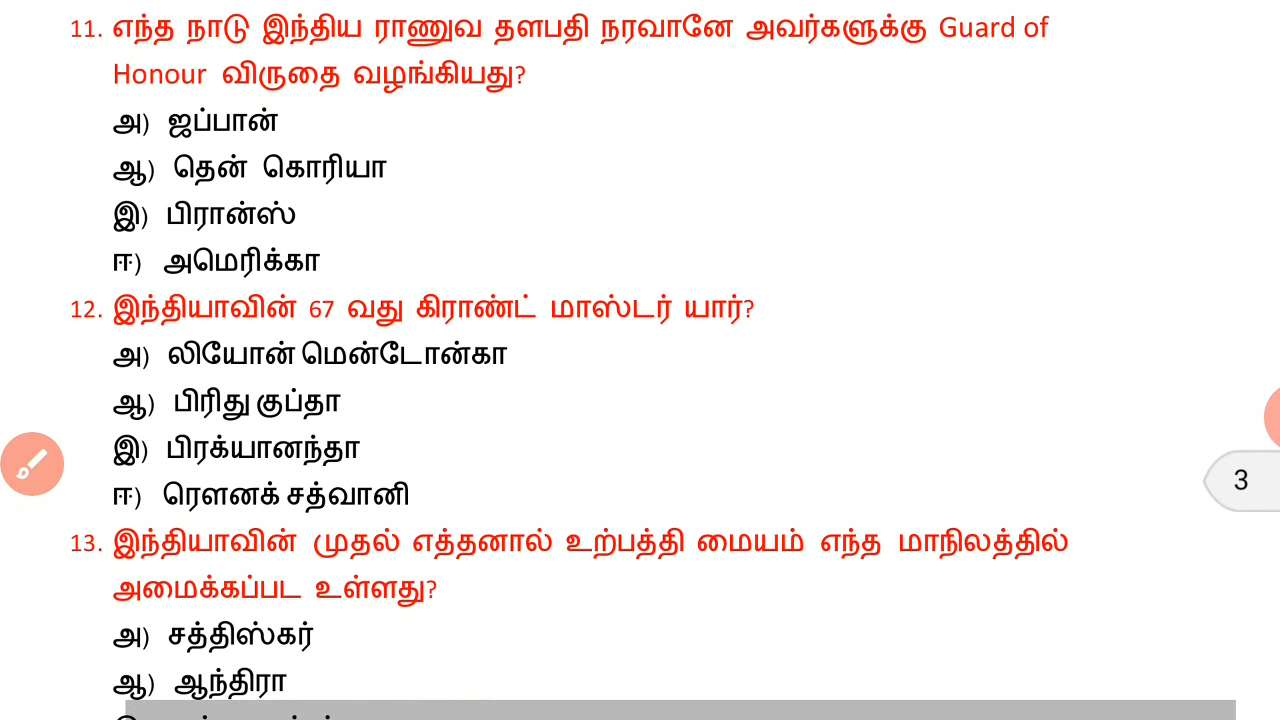 11. எந்த நாடு இந்திய ராணுவ தளபதி நரவானே அவர்களுக்கு Guard of
Honour விருதை வழங்கியது?
அ) ஜப்பான்
ஆ) தென் கொரியா
இ) பிரான்ஸ்
ஈ) அமெரிக்கா
12. இந்தியாவின் 67 வது கிராண்ட் மாஸ்டர் யார்?
அ) லியோன் மென்டோன்கா
ஆ) பிரிது குப்தா
இ) பிரக்யானந்தா
ஈ) ரௌனக் சத்வானி
3
13. இந்தியாவின் முதல் எத்தனால் உற்பத்தி மையம் எந்த மாநிலத்தில்
அமைக்கப்பட உள்ளது?
அ) சத்திஸ்கர்
ஆ) ஆந்திரா